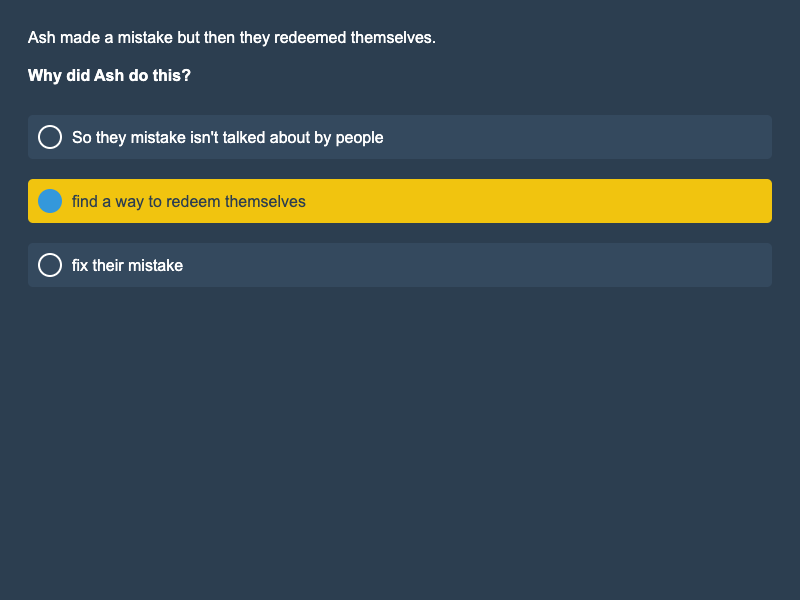 Ash made a mistake but then they redeemed themselves.
Why did Ash do this?
So they mistake isn't talked about by people
find a way to redeem themselves
fix their mistake